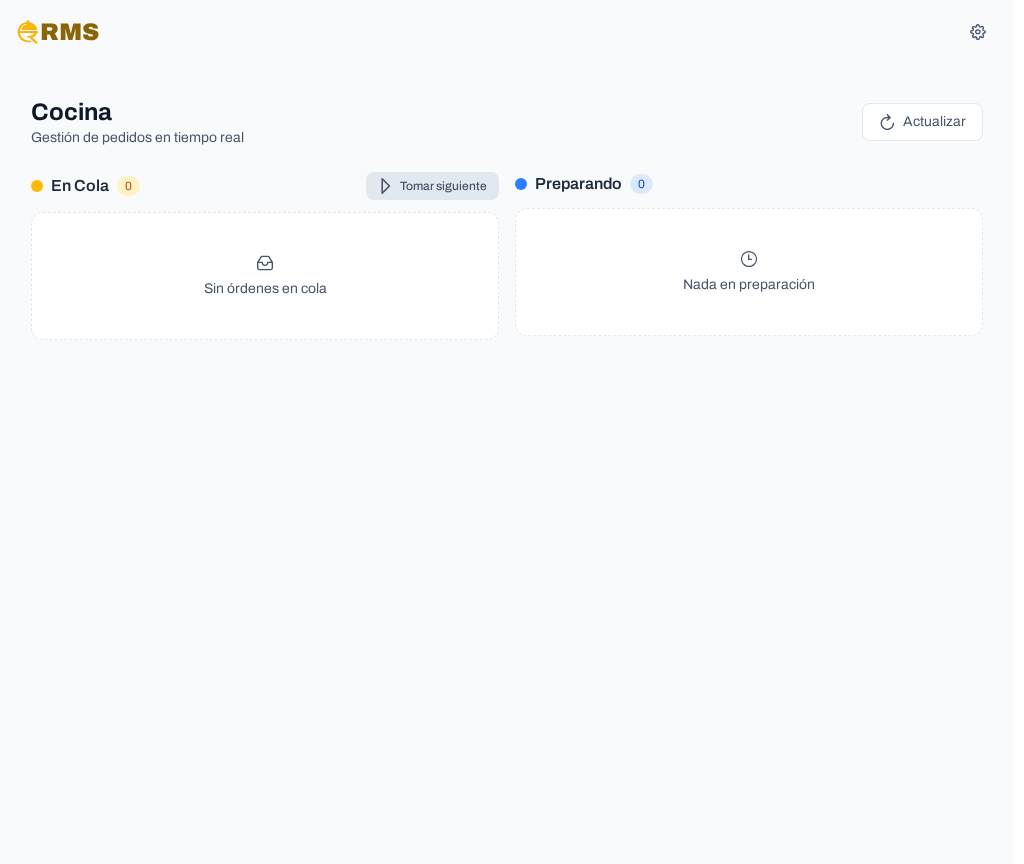 RMS
Cocina
Gestión de pedidos en tiempo real
Actualizar
En Cola 0
Tomar siguiente
Sin órdenes en cola
Preparando 0
Nada en preparación